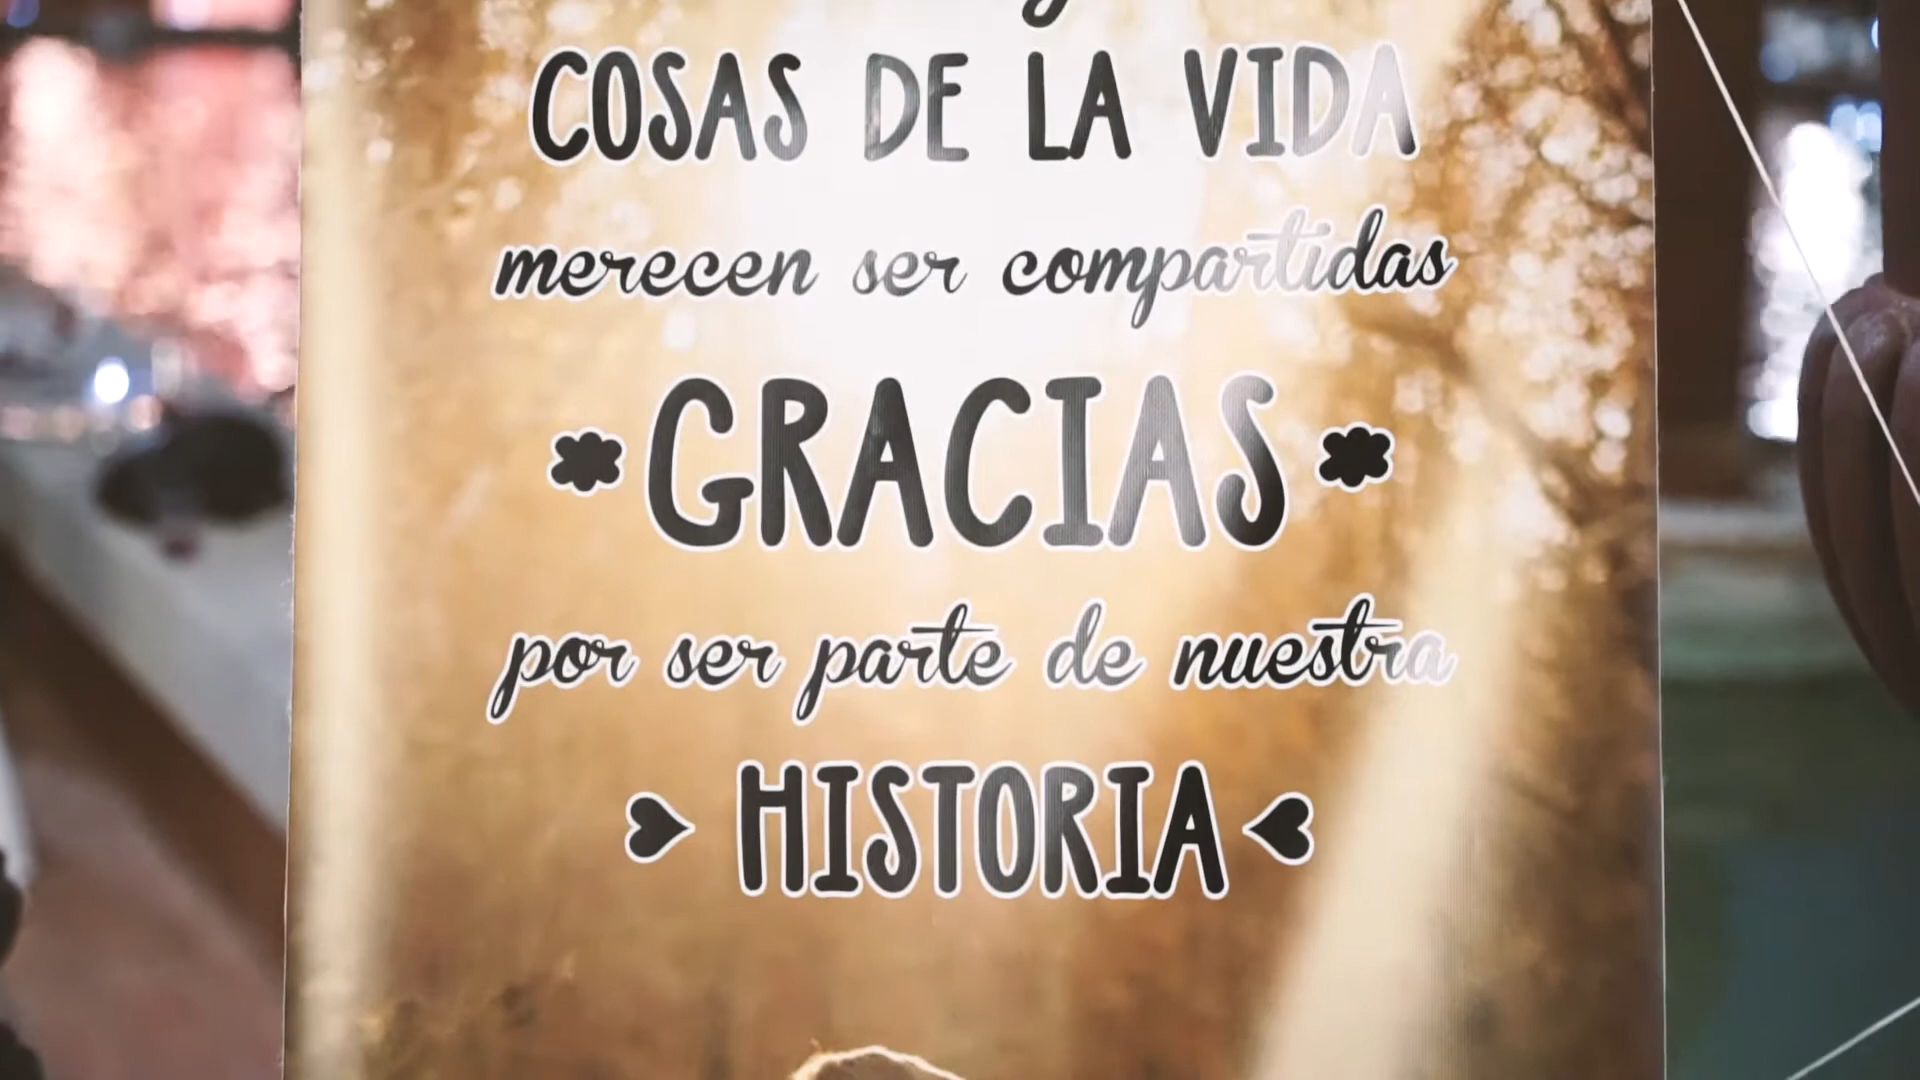 COSAS DE LA VIDA
merecen ser compartidas
GRACIAS
por ser parte de nuestra
HISTORIA